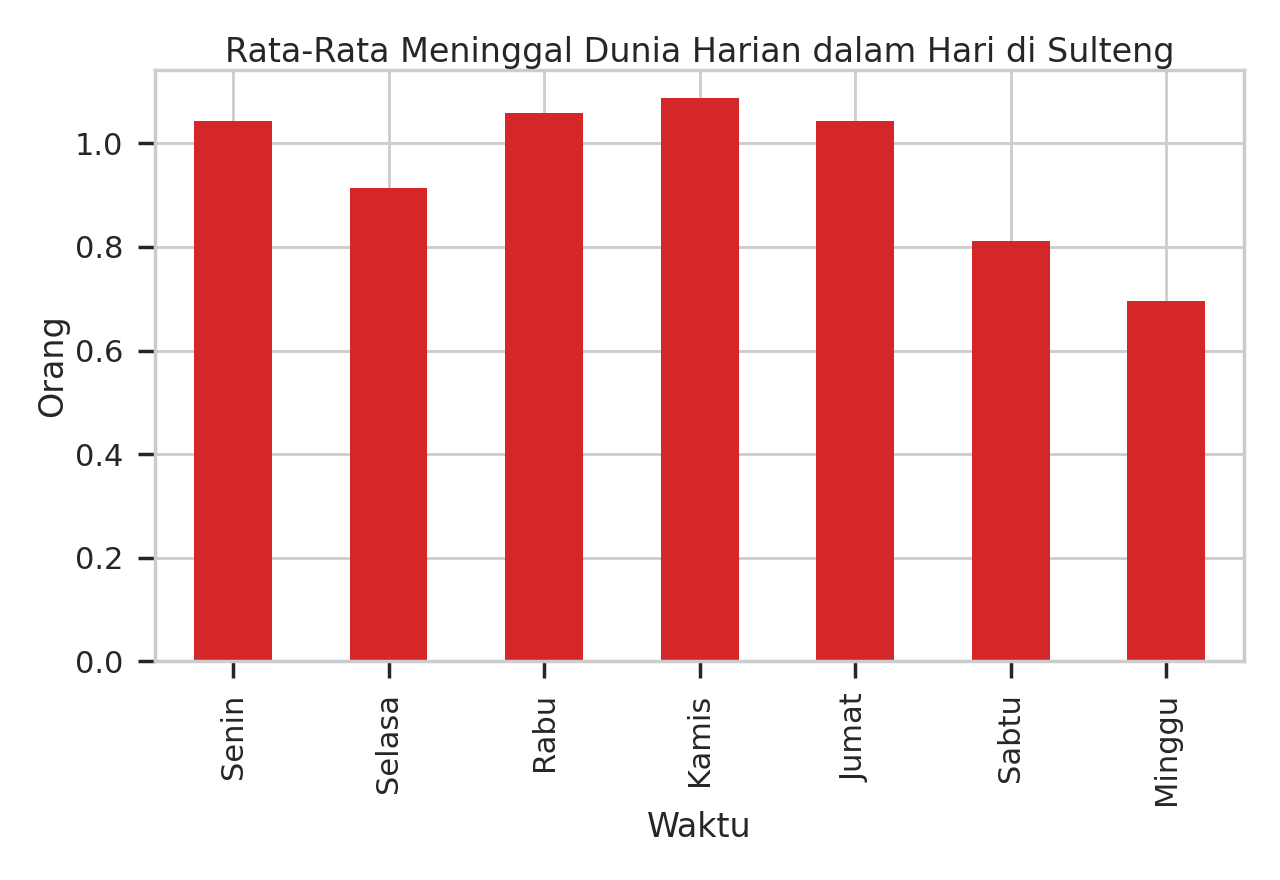 Rata-Rata Meninggal Dunia Harian dalam Hari di Sulteng
Orang
1.0
0.8
0.6
0.4
0.2
0.0
Senin
Selasa
Rabu
Kamis
Jumat
Sabtu
Minggu
Waktu